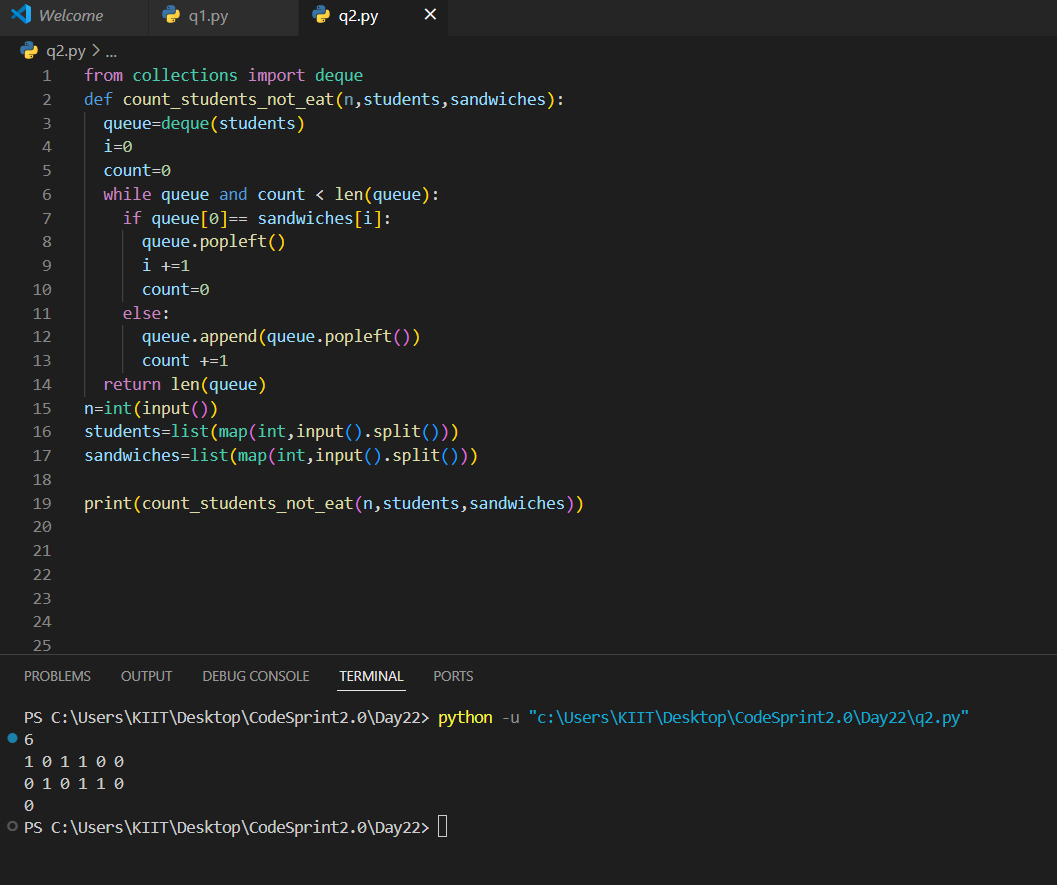 Welcome q1.py q2.py ×
q2.py > ...
1 from collections import deque
2 def count_students_not_eat(n,students,sandwiches):
3   queue=deque(students)
4   i=0
5   count=0
6   while queue and count < len(queue):
7     if queue[0]== sandwiches[i]:
8       queue.popleft()
9       i +=1
10       count=0
11     else:
12       queue.append(queue.popleft())
13       count +=1
14   return len(queue)
15 n=int(input())
16 students=list(map(int,input().split()))
17 sandwiches=list(map(int,input().split()))
18
19 print(count_students_not_eat(n,students,sandwiches))
20
21
22
23
24
25
PROBLEMS OUTPUT DEBUG CONSOLE TERMINAL PORTS
PS C:\Users\KIIT\Desktop\CodeSprint2.0\Day22> python -u "c:\Users\KIIT\Desktop\CodeSprint2.0\Day22\q2.py"
6
1 0 1 1 0 0
0 1 0 1 1 0
0
PS C:\Users\KIIT\Desktop\CodeSprint2.0\Day22>